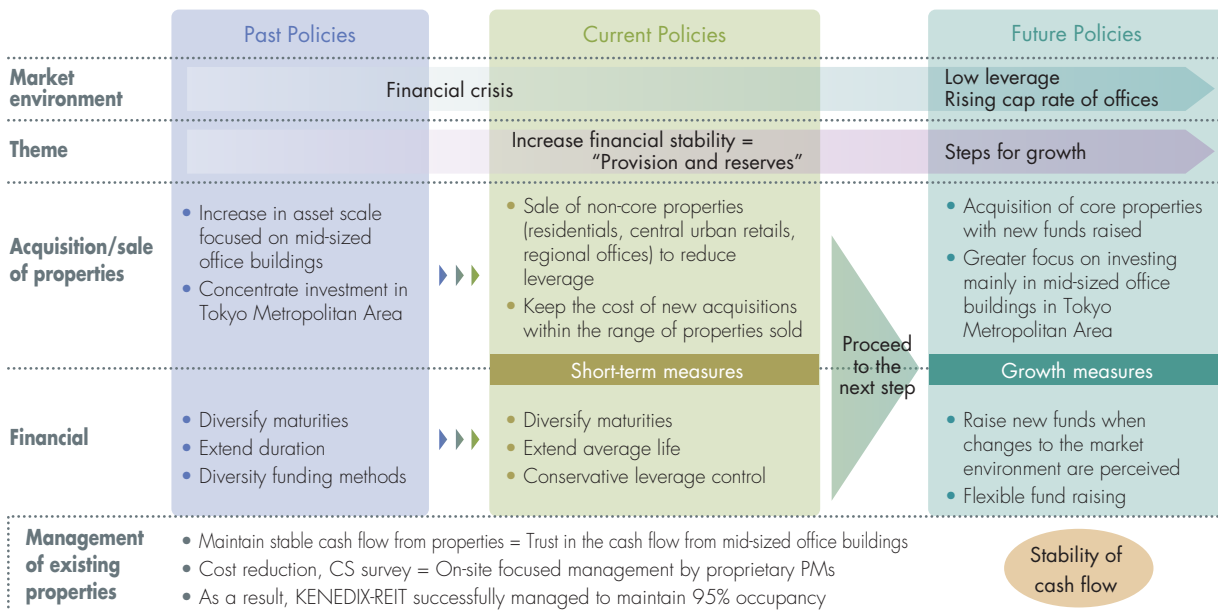 Past Policies
Current Policies
Future Policies
Market
environment
Financial crisis
Low leverage
Rising cap rate of offices
Theme
Increase financial stability =
“Provision and reserves”
Steps for growth
Acquisition/sale
of properties
• Increase in asset scale
focused on mid-sized
office buildings
• Concentrate investment in
Tokyo Metropolitan Area
• Sale of non-core properties
(residentials, central urban retails,
regional offices) to reduce
leverage
• Keep the cost of new acquisitions
within the range of properties sold
Proceed
to the
next step
• Acquisition of core properties
with new funds raised
• Greater focus on investing
mainly in mid-sized office
buildings in Tokyo
Metropolitan Area
Short-term measures
Growth measures
Financial
• Diversify maturities
• Extend duration
• Diversity funding methods
• Diversify maturities
• Extend average life
• Conservative leverage control
• Raise new funds when
changes to the market
environment are perceived
• Flexible fund raising
Management
of existing
properties
• Maintain stable cash flow from properties = Trust in the cash flow from mid-sized office buildings
• Cost reduction, CS survey = On-site focused management by proprietary PMs
• As a result, KENEDIX-REIT successfully managed to maintain 95% occupancy
Stability of
cash flow